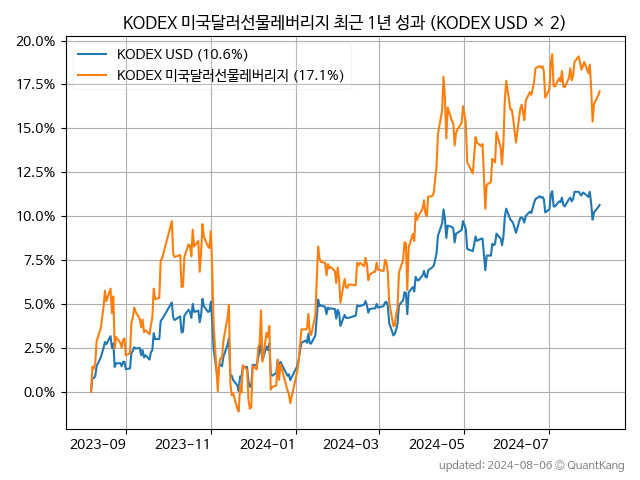 KODEX 미국달러선물레버리지 최근 1년 성과 (KODEX USD × 2)
20.0%
KODEX USD (10.6%)
KODEX 미국달러선물레버리지 (17.1%)
17.5%
15.0%
12.5%
10.0%
7.5%
5.0%
2.5%
0.0%
2023-09 2023-11 2024-01 2024-03 2024-05 2024-07
updated: 2024-08-06 © QuantKang